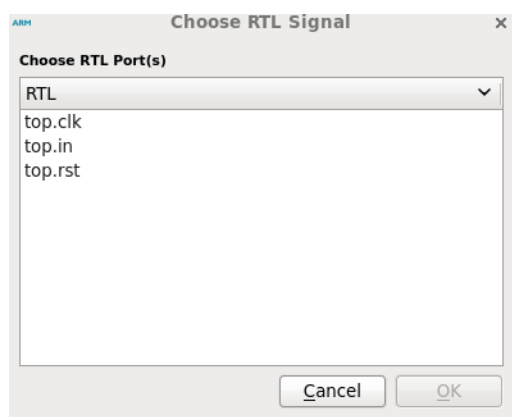 ARM Choose RTL Signal
Choose RTL Port(s)
RTL
top.clk
top.in
top.rst
Cancel OK